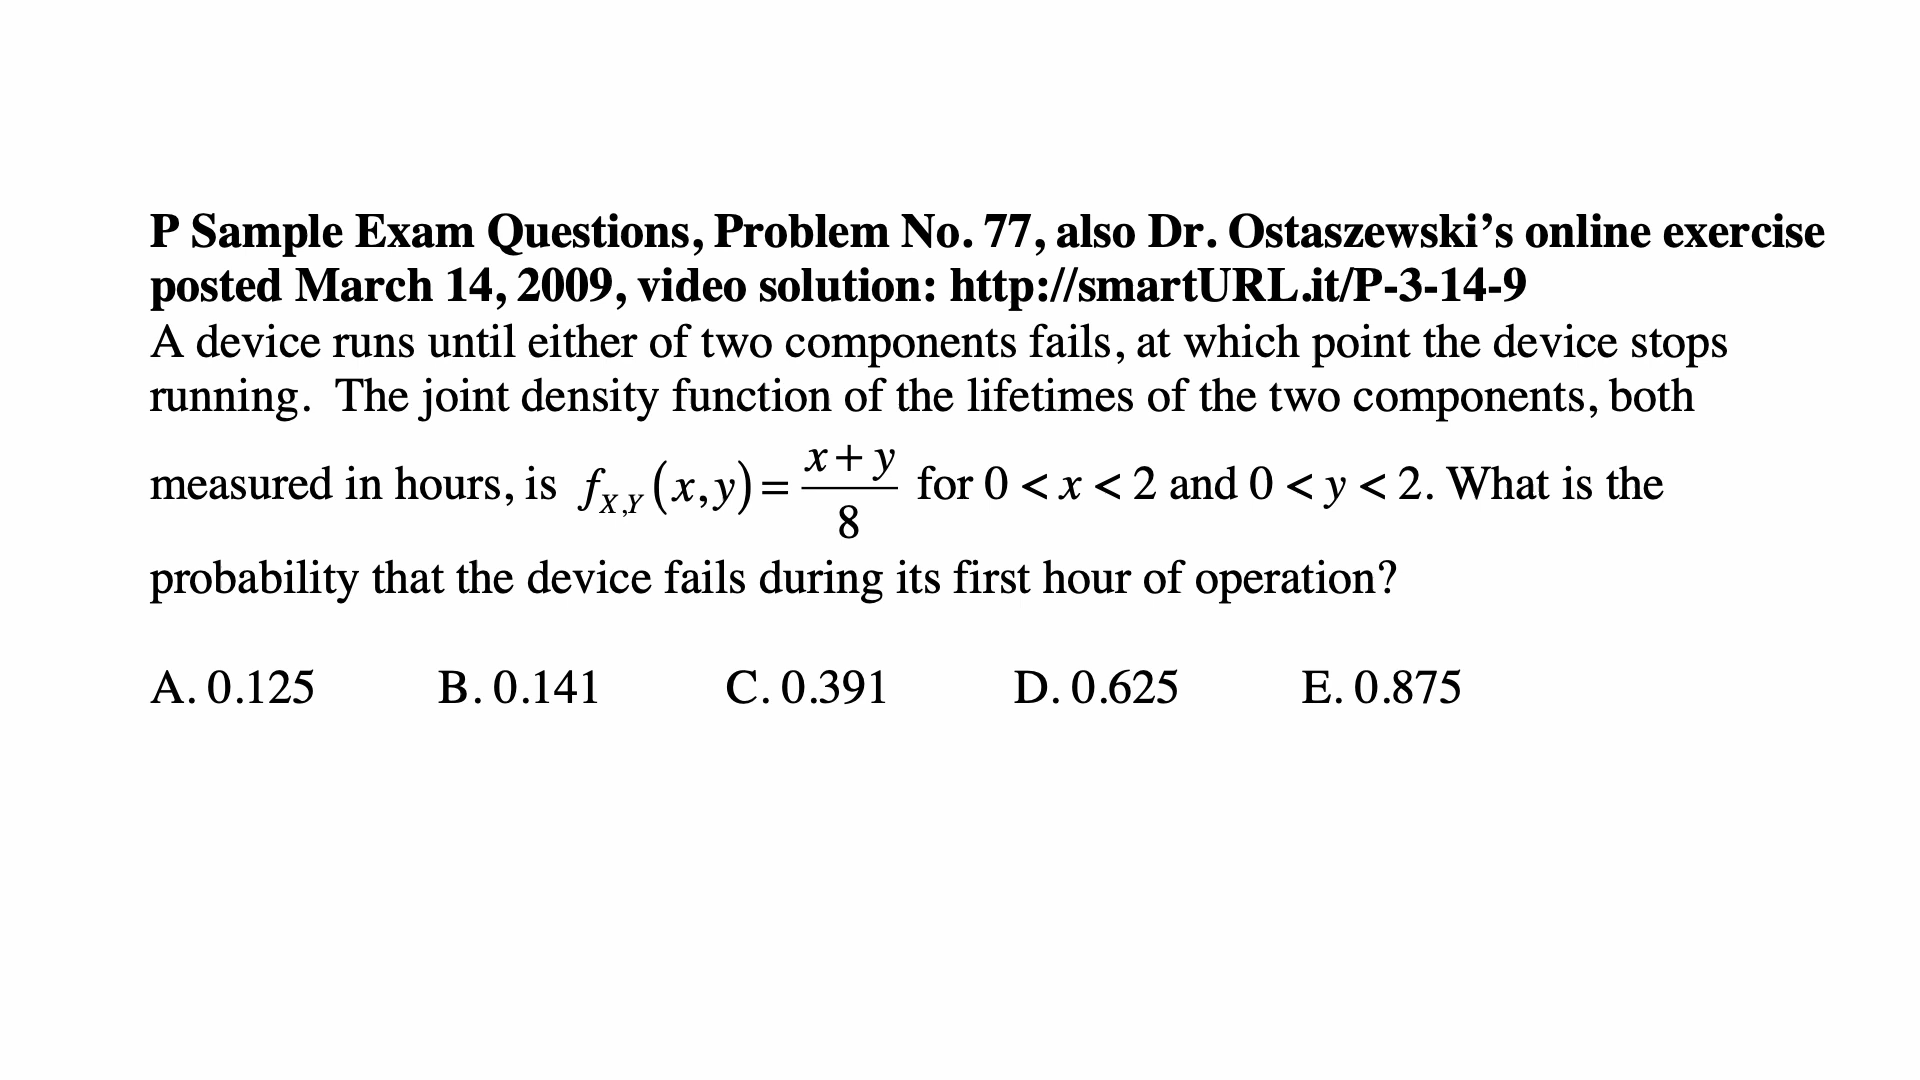 P Sample Exam Questions, Problem No. 77, also Dr. Ostaszewski’s online exercise
posted March 14, 2009, video solution: http://smartURL.it/P-3-14-9
A device runs until either of two components fails, at which point the device stops
running. The joint density function of the lifetimes of the two components, both
measured in hours, is f_{X,Y}(x,y) = \frac{x+y}{8} for 0 < x < 2 and 0 < y < 2. What is the
probability that the device fails during its first hour of operation?
A. 0.125 B. 0.141 C. 0.391 D. 0.625 E. 0.875